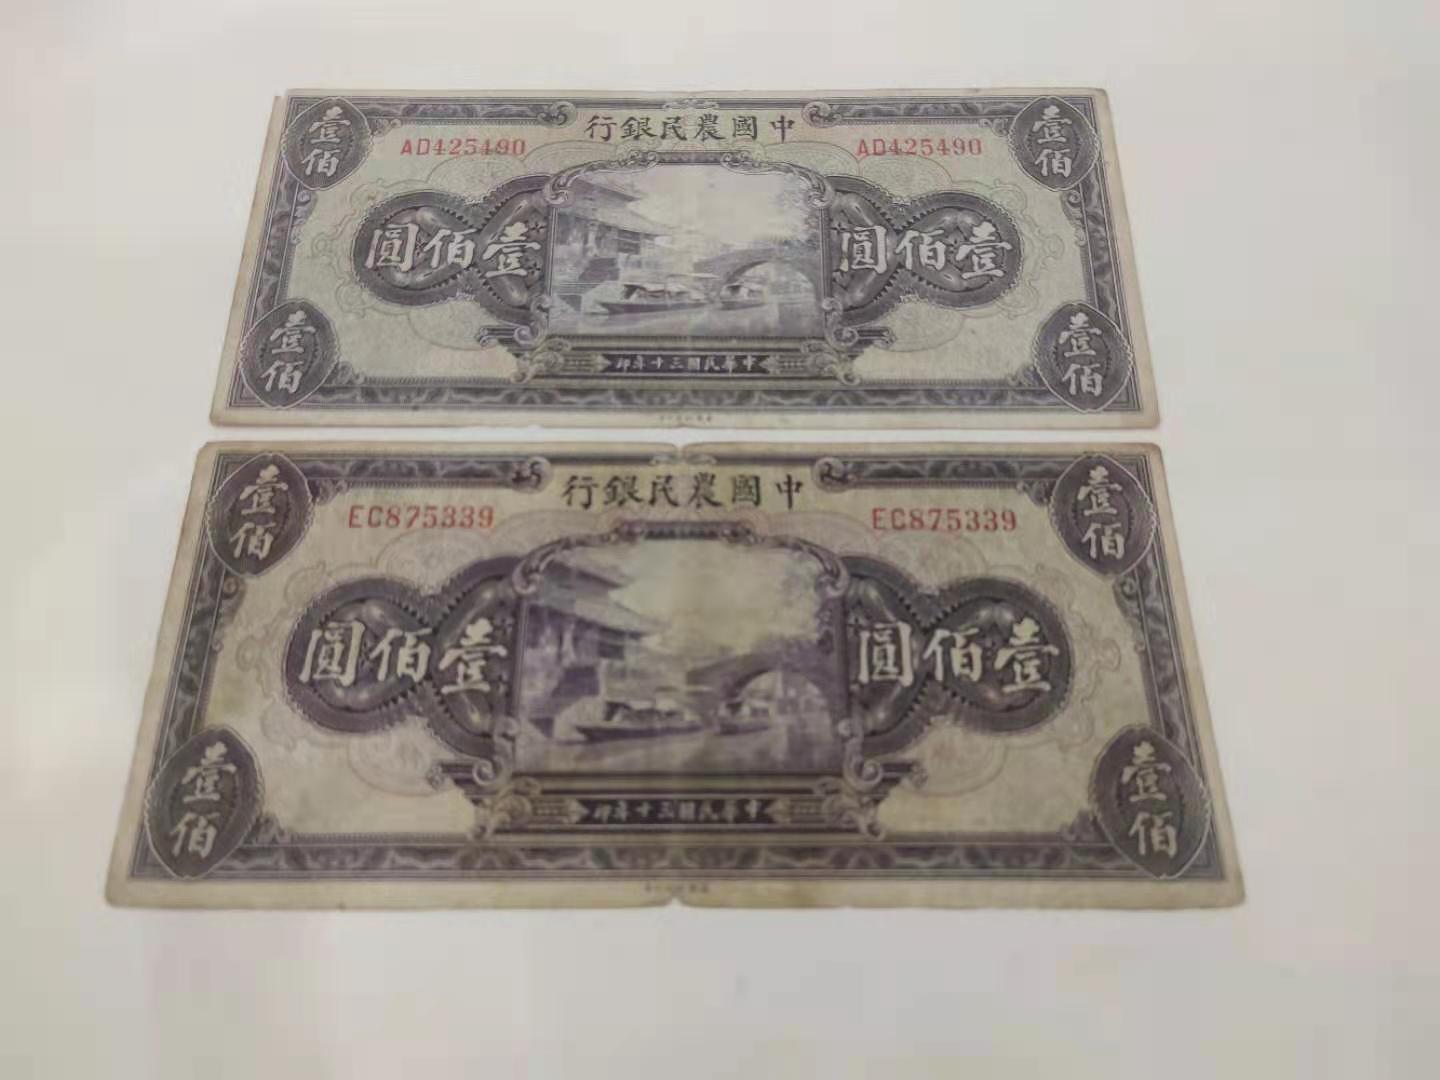 中國農民銀行
AD425490 AD425490
壹佰 壹佰
壹佰圓 壹佰圓
壹佰 壹佰
中華民國三十年印
中國農民銀行
EC875339 EC875339
壹佰 壹佰
壹佰圓 壹佰圓
壹佰 壹佰
中華民國三十年印